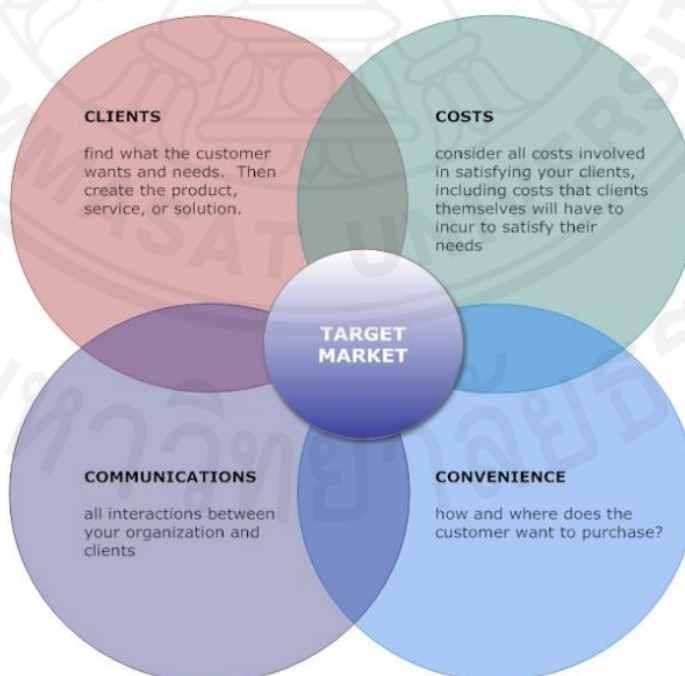 CLIENTS
find what the customer
wants and needs. Then
create the product,
service, or solution.
COSTS
consider all costs involved
in satisfying your clients,
including costs that clients
themselves will have to
incur to satisfy their
needs
TARGET
MARKET
COMMUNICATIONS
all interactions between
your organization and
clients
CONVENIENCE
how and where does the
customer want to purchase?